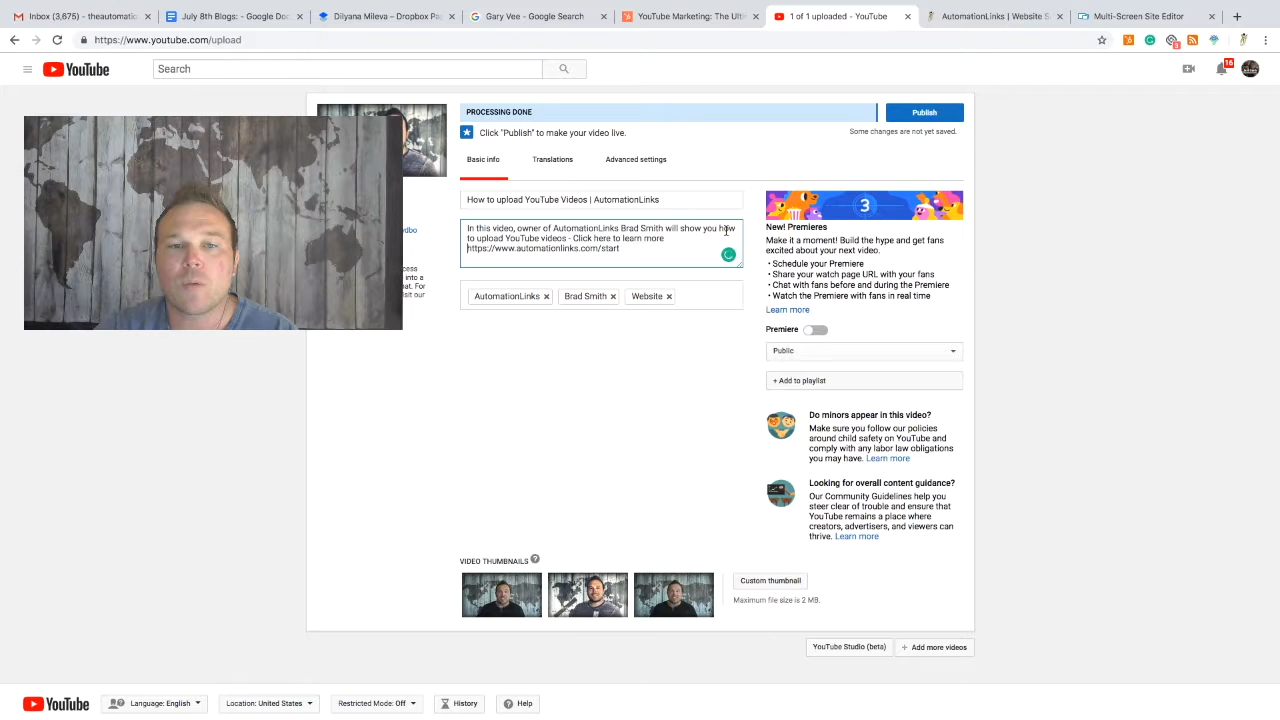 Inbox (3,675) - theautomatio
July 8th Blogs: - Google Doc
Dilyana Mileva – Dropbox Pa
Gary Vee - Google Search
YouTube Marketing: The Ulti
1 of 1 uploaded - YouTube
AutomationLinks | Website S
Multi-Screen Site Editor
https://www.youtube.com/upload
3
YouTube
Search
16
PROCESSING DONE
Publish
Click "Publish" to make your video live.
Some changes are not yet saved.
Basic info
Translations
Advanced settings
How to upload YouTube Videos | AutomationLinks
In this video, owner of AutomationLinks Brad Smith will show you how
to upload YouTube videos - Click here to learn more
https://www.automationlinks.com/start
AutomationLinks
Brad Smith
Website
3
New! Premieres
Make it a moment! Build the hype and get fans
excited about your next video.
• Schedule your Premiere
• Share your watch page URL with your fans
• Chat with fans before and during the Premiere
• Watch the Premiere with fans in real time
Learn more
Premiere
Public
+ Add to playlist
Do minors appear in this video?
Make sure you follow our policies
around child safety on YouTube and
comply with any labor law obligations
you may have. Learn more
Looking for overall content guidance?
Our Community Guidelines help you
steer clear of trouble and ensure that
YouTube remains a place where
creators, advertisers, and viewers can
thrive. Learn more
VIDEO THUMBNAILS
Custom thumbnail
Maximum file size is 2 MB.
YouTube Studio (beta)
+ Add more videos
YouTube
Language: English
Location: United States
Restricted Mode: Off
History
Help